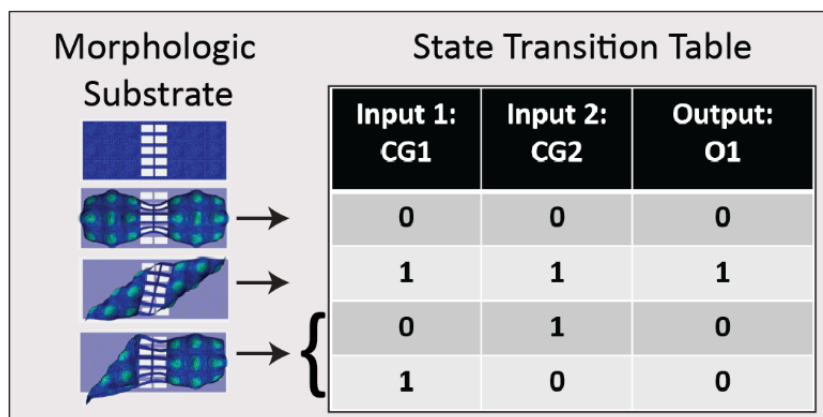 Morphologic
Substrate
State Transition Table
Input 1:
CG1
Input 2:
CG2
Output:
O1
0 0 0
1 1 1
0 1 0
1 0 0